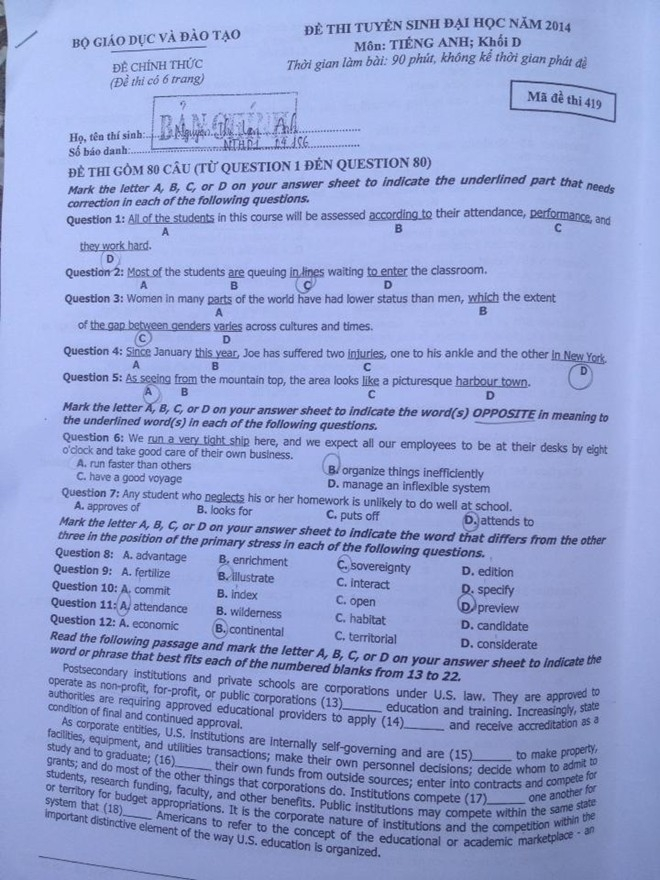 BỘ GIÁO DỤC VÀ ĐÀO TẠO
ĐỀ CHÍNH THỨC
(Đề thi có 6 trang)
ĐỀ THI TUYỂN SINH ĐẠI HỌC NĂM 2014
Môn: TIẾNG ANH; Khối D
Thời gian làm bài: 90 phút, không kể thời gian phát đề
Mã đề thi 419
Họ, tên thí sinh:
Số báo danh:
ĐỀ THI GỒM 80 CÂU (TỪ QUESTION 1 ĐẾN QUESTION 80)
Mark the letter A, B, C, or D on your answer sheet to indicate the underlined part that needs
correction in each of the following questions.
Question 1: All of the students in this course will be assessed according to their attendance, performance, and
A B C
they work hard.
D
Question 2: Most of the students are queuing in lines waiting to enter the classroom.
A B C D
Question 3: Women in many parts of the world have had lower status than men, which the extent
A B
of the gap between genders varies across cultures and times.
C D
Question 4: Since January this year, Joe has suffered two injuries, one to his ankle and the other in New York.
A B C D
Question 5: As seeing from the mountain top, the area looks like a picturesque harbour town.
A B C D
Mark the letter A, B, C, or D on your answer sheet to indicate the word(s) OPPOSITE in meaning to
the underlined word(s) in each of the following questions.
Question 6: We run a very tight ship here, and we expect all our employees to be at their desks by eight
o'clock and take good care of their own business.
A. run faster than others B. organize things inefficiently
C. have a good voyage D. manage an inflexible system
Question 7: Any student who neglects his or her homework is unlikely to do well at school.
A. approves of B. looks for C. puts off D. attends to
Mark the letter A, B, C, or D on your answer sheet to indicate the word that differs from the other
three in the position of the primary stress in each of the following questions.
Question 8: A. advantage B. enrichment C. sovereignty D. edition
Question 9: A. fertilize B. illustrate C. interact D. specify
Question 10: A. commit B. index C. open D. preview
Question 11: A. attendance B. wilderness C. habitat D. candidate
Question 12: A. economic B. continental C. territorial D. considerate
Read the following passage and mark the letter A, B, C, or D on your answer sheet to indicate the
word or phrase that best fits each of the numbered blanks from 13 to 22.
Postsecondary institutions and private schools are corporations under U.S. law. They are approved to
operate as non-profit, for-profit, or public corporations (13)______ education and training. Increasingly, state
authorities are requiring approved educational providers to apply (14)______ and receive accreditation as a
condition of final and continued approval.
As corporate entities, U.S. institutions are internally self-governing and are (15)______ to make property,
facilities, equipment, and utilities transactions; make their own personnel decisions; decide whom to admit to
study and to graduate; (16)______ their own funds from outside sources; enter into contracts and compete for
grants; and do most of the other things that corporations do. Institutions compete (17)______ one another for
students, research funding, faculty, and other benefits. Public institutions may compete within the same state
or territory for budget appropriations. It is the corporate nature of institutions and the competition within the
system that (18)______ Americans to refer to the concept of the educational or academic marketplace - an
important distinctive element of the way U.S. education is organized.